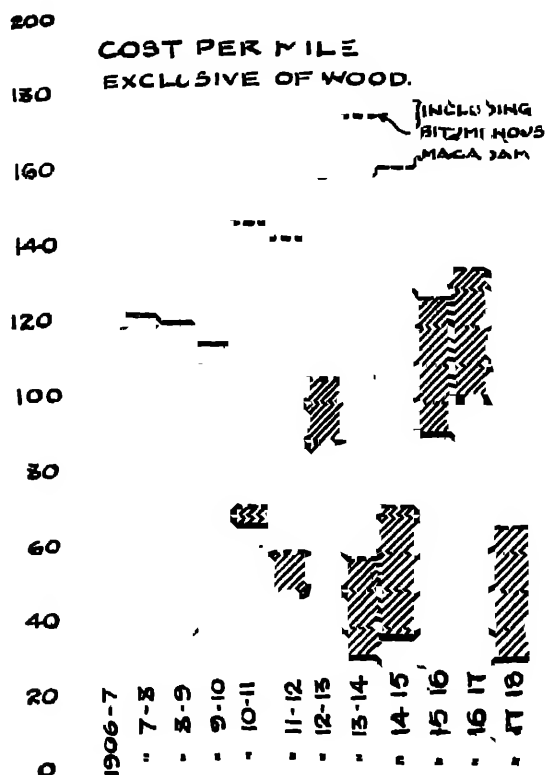 200
COST PER MILE
EXCLUSIVE OF WOOD.
180
INCLUDING
BITUMINOUS
MACADAM
160
140
120
100
80
60
40
20
0
1906-7
" 7-8
" 8-9
" 9-10
" 10-11
" 11-12
" 12-13
" 13-14
" 14 15
" 15 16
" 16 17
" 17 18